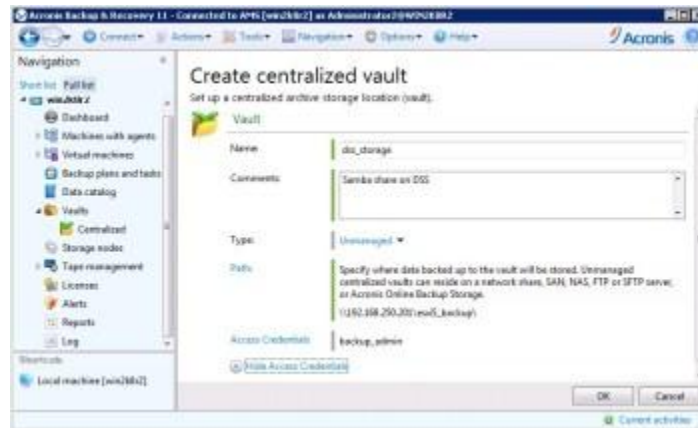 Acronis Backup & Recovery 11 - Connected to AMS [win2k8r2] as Administrator@WIN2K8R2
Connect Actions Tools Navigation Options Help
Acronis
Navigation
Short list Full list
win2k8r2
Dashboard
Machines with agents
Virtual machines
Backup plans and tasks
Data catalog
Vaults
Centralized
Storage nodes
Tape management
Licenses
Alerts
Reports
Log
Shortcuts
Local machine [win2k8r2]
Create centralized vault
Set up a centralized archive storage location (vault).
Vault
Name dss_storage
Comments: Samba share on DSS
Type: Unmanaged
Path: Specify where data backed up to the vault will be stored. Unmanaged
centralized vaults can reside on a network share, SAN, NAS, FTP or SFTP server,
or Acronis Online Backup Storage.
Access Credentials backup_admin
Hide Access Credentials
OK Cancel
Current activities